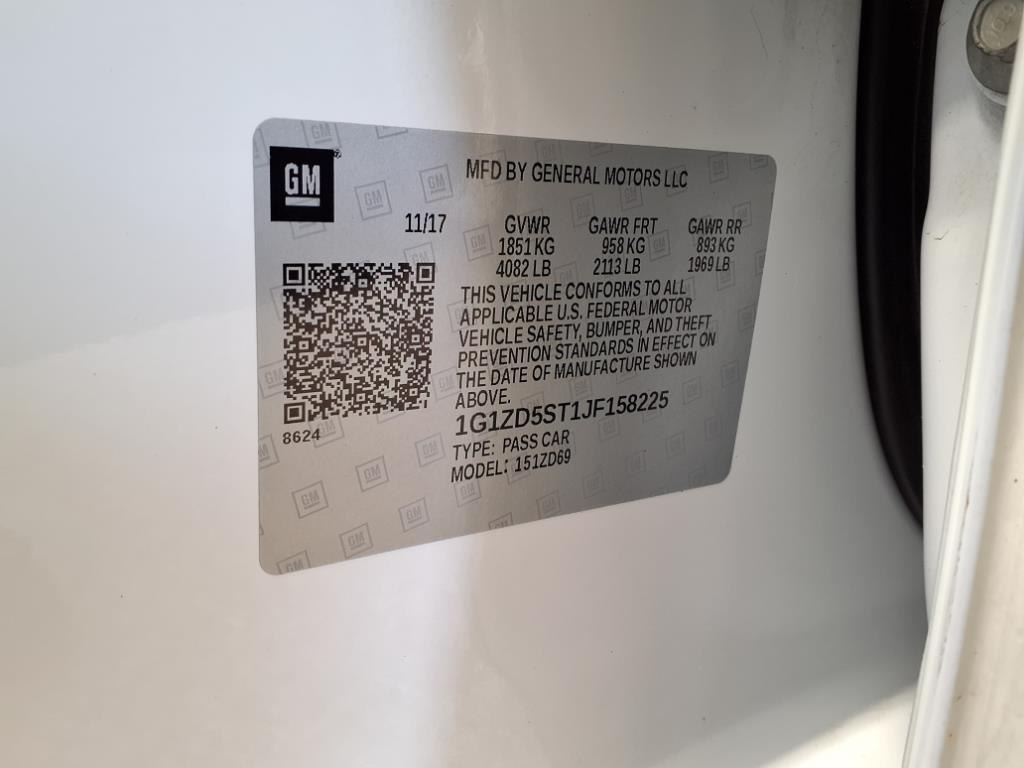 GM
MFD BY GENERAL MOTORS LLC
11/17 GVWR GAWR FRT GAWR RR
1851 KG 958 KG 893 KG
4082 LB 2113 LB 1969 LB
THIS VEHICLE CONFORMS TO ALL
APPLICABLE U.S. FEDERAL MOTOR
VEHICLE SAFETY, BUMPER, AND THEFT
PREVENTION STANDARDS IN EFFECT ON
THE DATE OF MANUFACTURE SHOWN
ABOVE.
8624
1G1ZD5ST1JF158225
TYPE: PASS CAR
MODEL: 151ZD69